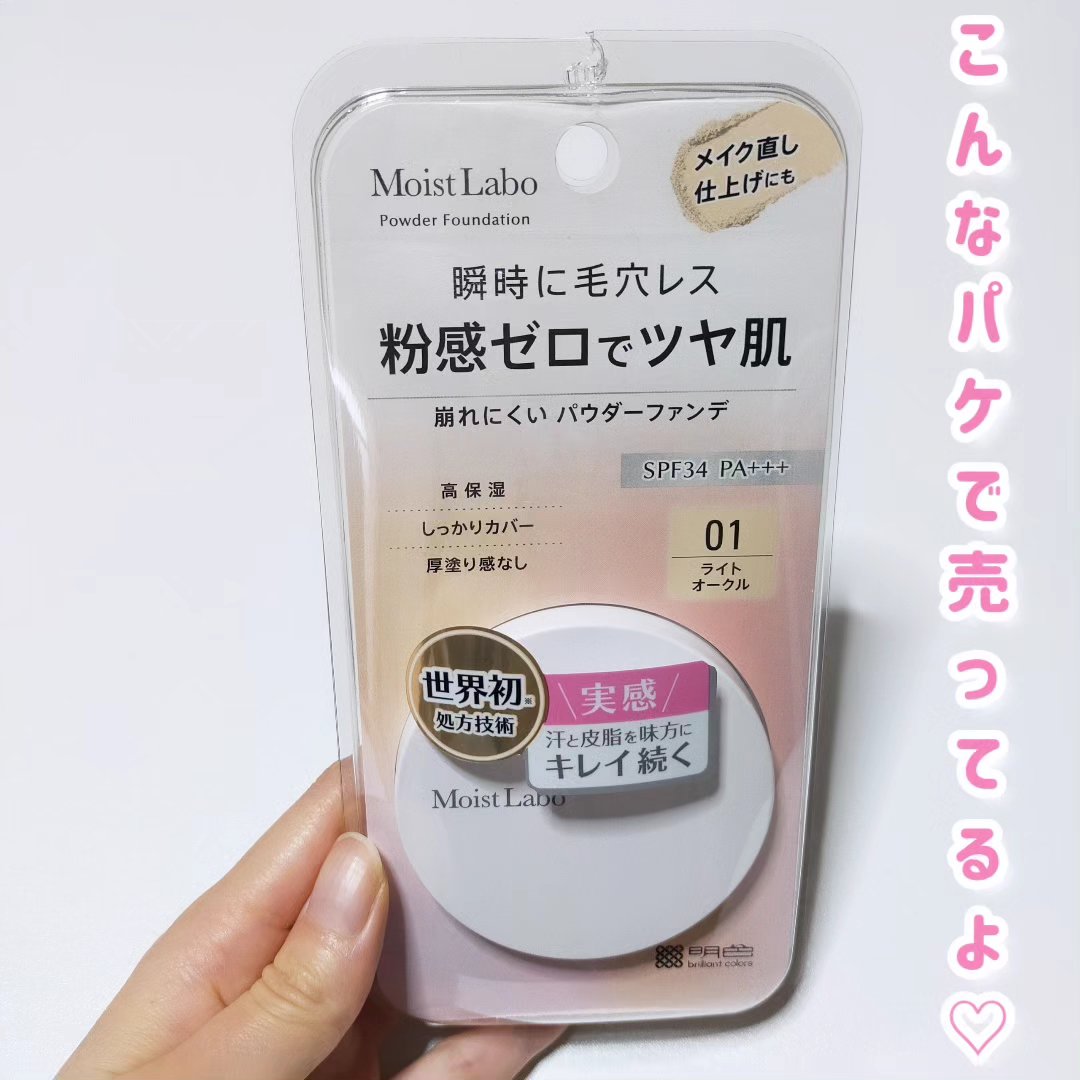 こんなパケで売ってるよ♡
メイク直し
仕上げにも
Moist Labo
Powder Foundation
瞬時に毛穴レス
粉感ゼロでツヤ肌
崩れにくい パウダーファンデ
SPF34 PA+++
高保湿
しっかりカバー
厚塗り感なし
01
ライト
オークル
世界初※
処方技術
\実感/
汗と皮脂を味方に
キレイ続く
Moist Labo
明色
brilliant colors